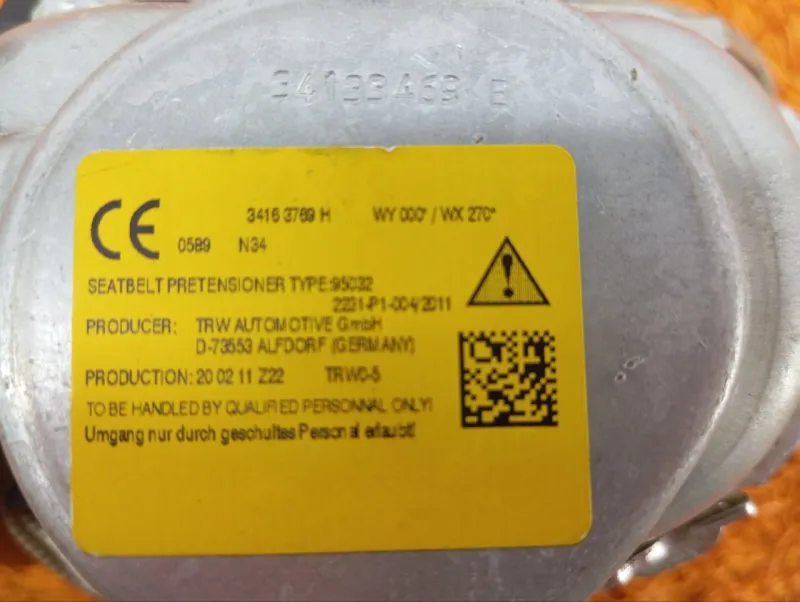 34139469 B
CE 3416 3769 H WY 000° / WX 270°
0589 N34
SEATBELT PRETENSIONER TYPE:95032
2231-P1-004/2011
PRODUCER: TRW AUTOMOTIVE GmbH
D-73553 ALFDORF (GERMANY)
PRODUCTION: 20 02 11 Z22 TRW0-5
TO BE HANDLED BY QUALIFIED PERSONNAL ONLY!
Umgang nur durch geschultes Personal erlaubt!